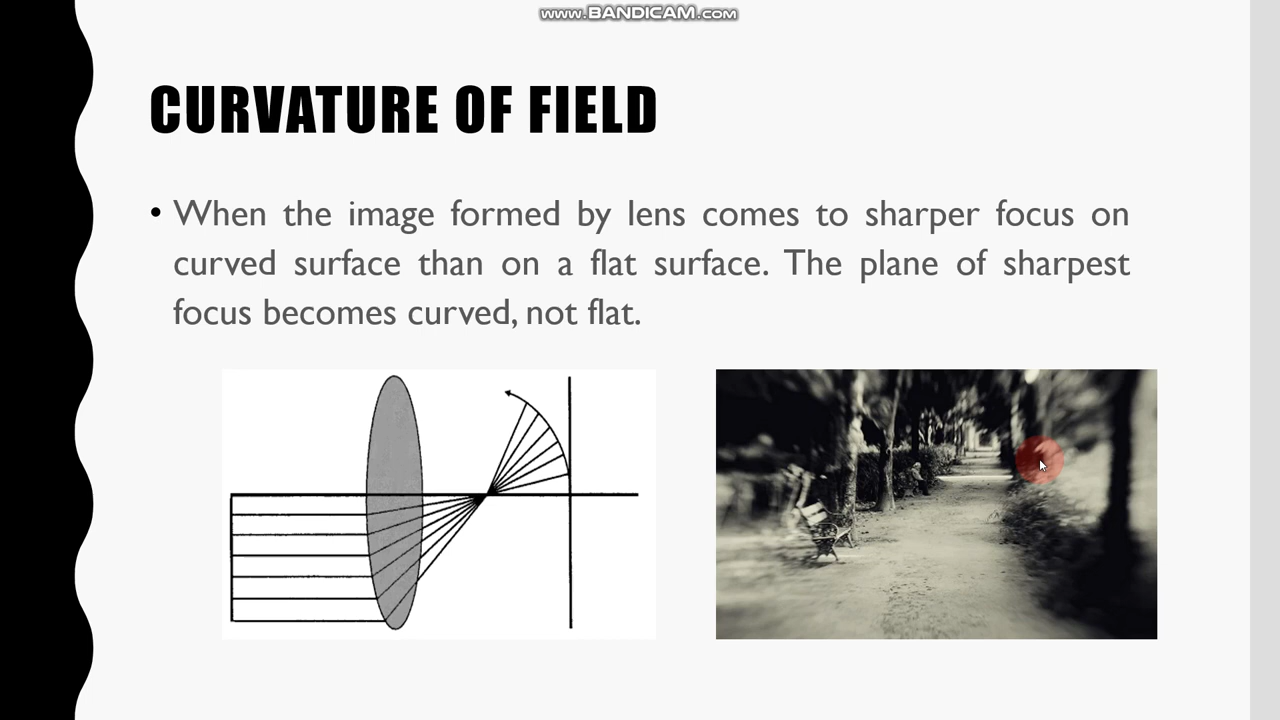 www.BANDICAM.com
CURVATURE OF FIELD
• When the image formed by lens comes to sharper focus on
curved surface than on a flat surface. The plane of sharpest
focus becomes curved, not flat.